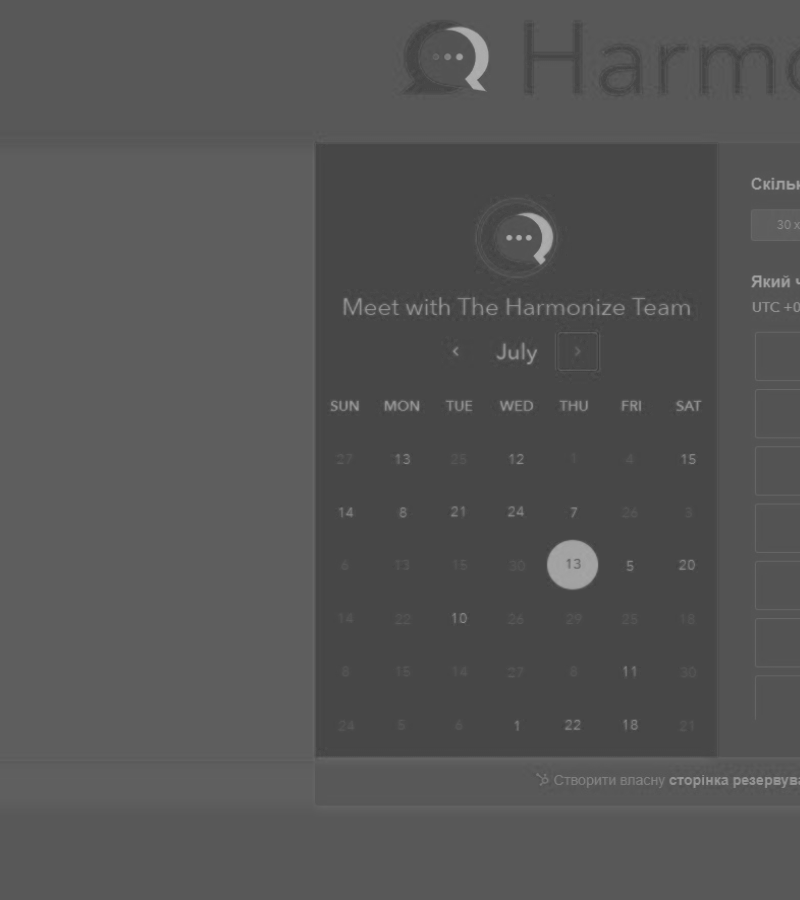 Harmo
Скільк
30 х
Meet with The Harmonize Team
Який ч
UTC +0
July
SUN MON TUE WED THU FRI SAT
27 13 25 12 1 4 15
14 8 21 24 7 26 3
6 13 15 30 13 5 20
14 22 10 26 29 25 18
8 15 14 27 8 11 30
24 5 6 1 22 18 21
Створити власну сторінка резервува